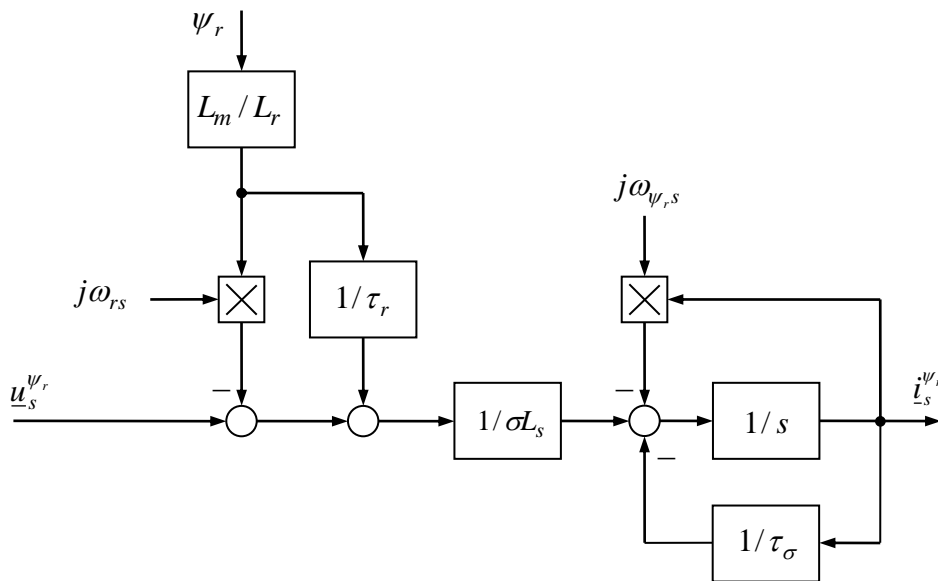 ψ_r
L_m / L_r
jω_{ψ_r s}
jω_{rs}
1/τ_r
−
−
u_s^{ψ_r}
1/σL_s
1/s
i_s^{ψ_r}
−
1/τ_σ